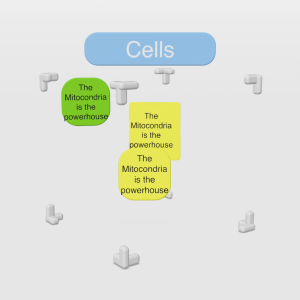 Cells
The
Mitocondria
is the
powerhouse
The
Mitocondria
is the
powerhouse
The
Mitocondria
is the
powerhouse